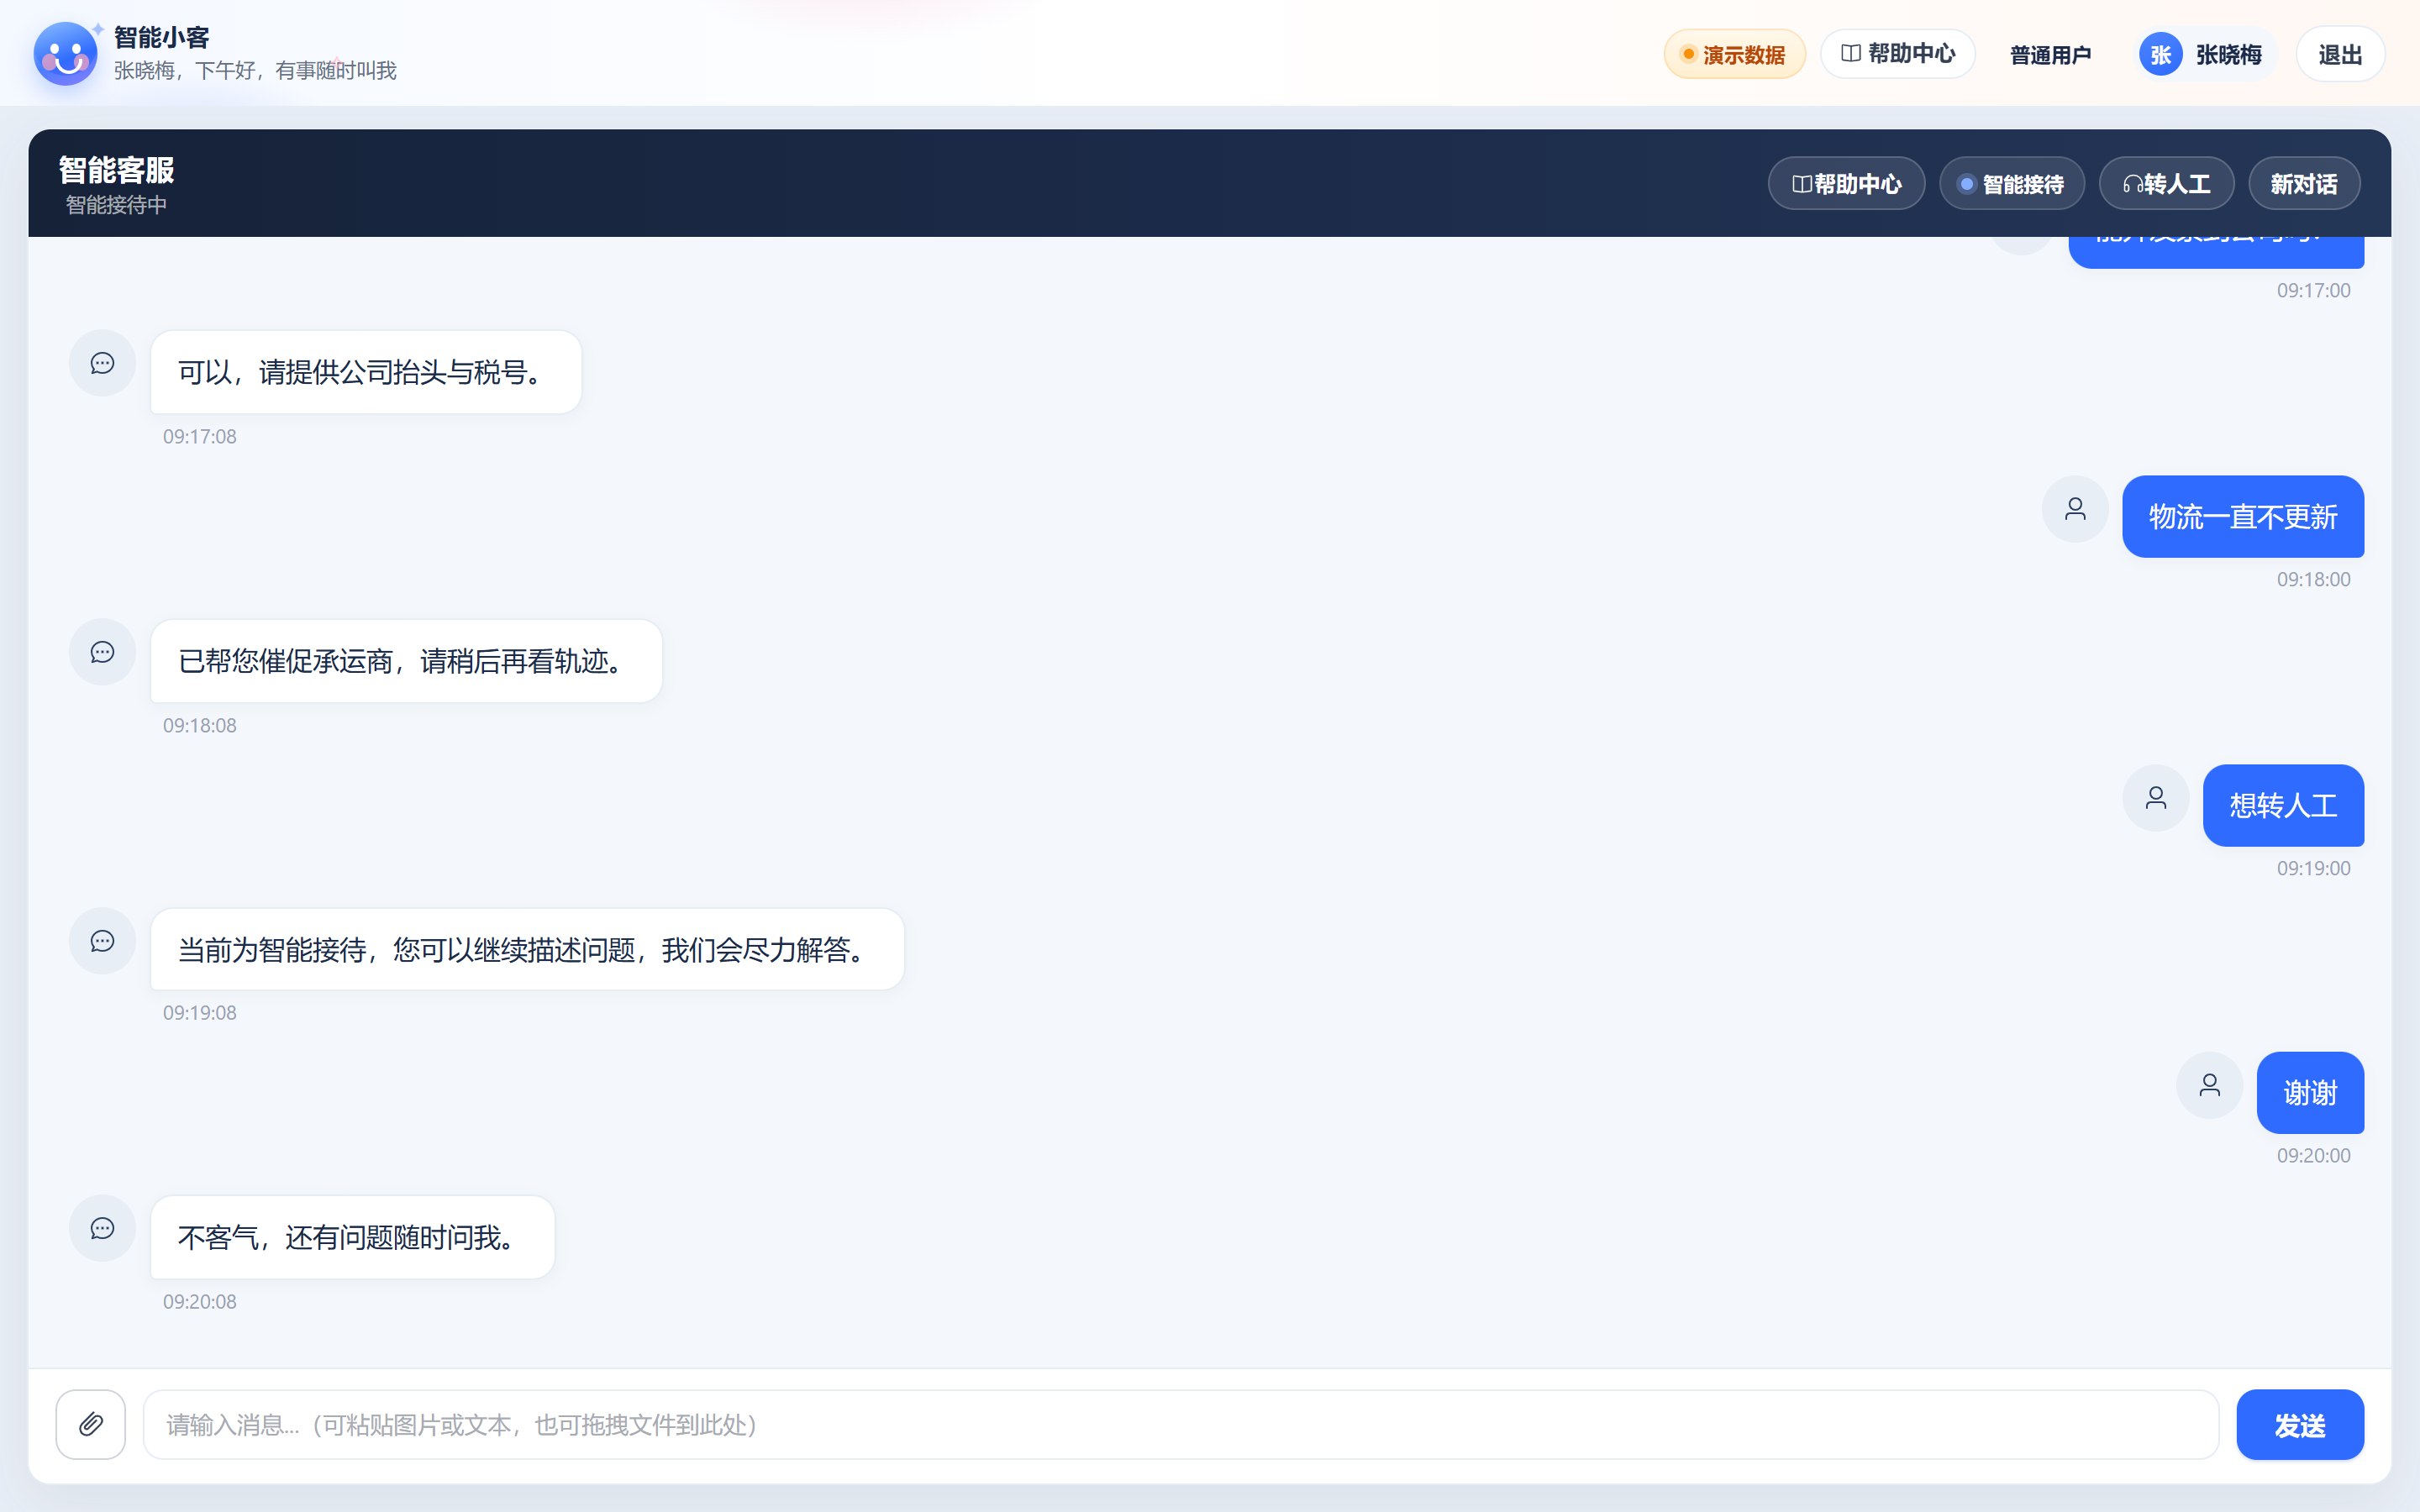 智能小客
张晓梅，下午好，有事随时叫我
演示数据
帮助中心
普通用户
张
张晓梅
退出
智能客服
智能接待中
帮助中心
智能接待
转人工
新对话
09:17:00
可以，请提供公司抬头与税号。
09:17:08
物流一直不更新
09:18:00
已帮您催促承运商，请稍后再看轨迹。
09:18:08
想转人工
09:19:00
当前为智能接待，您可以继续描述问题，我们会尽力解答。
09:19:08
谢谢
09:20:00
不客气，还有问题随时问我。
09:20:08
请输入消息...（可粘贴图片或文本，也可拖拽文件到此处）
发送